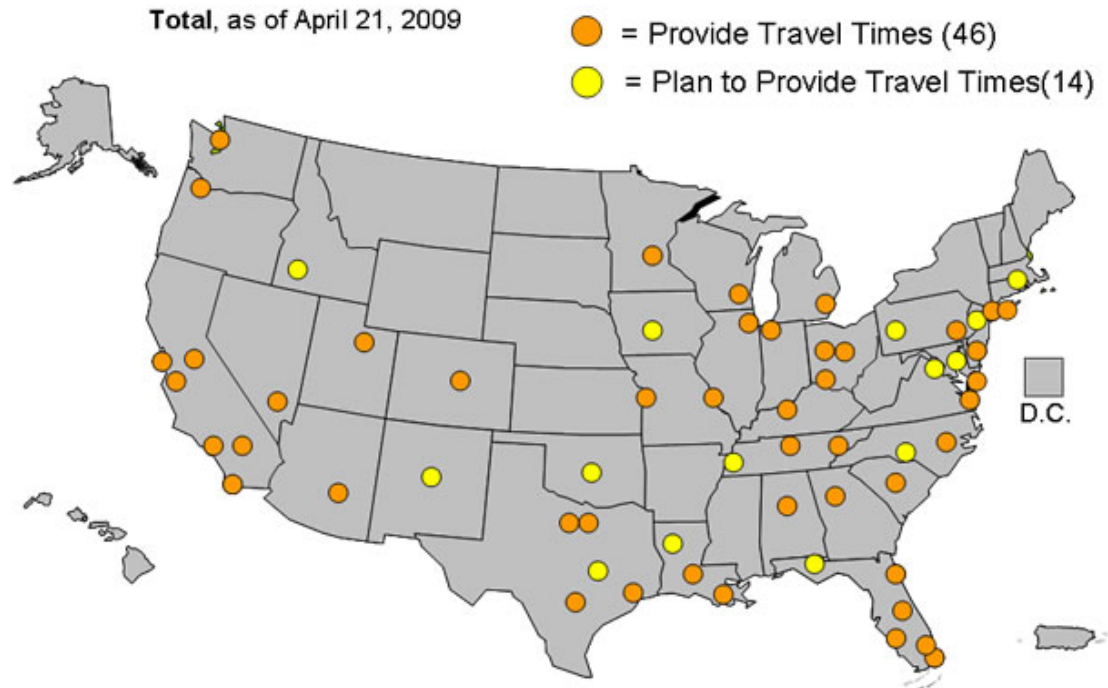 Total, as of April 21, 2009
= Provide Travel Times (46)
= Plan to Provide Travel Times(14)
D.C.